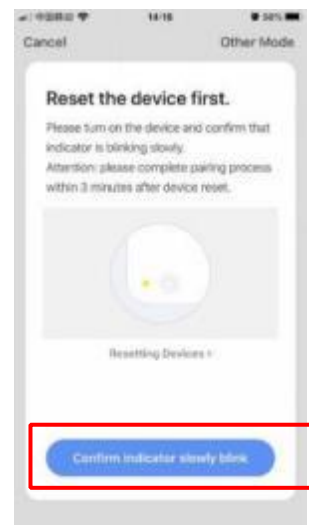 14:16
Cancel Other Mode
Reset the device first.
Please turn on the device and confirm that
indicator is blinking slowly.
Attention: please complete pairing process
within 3 minutes after device reset.
Resetting Devices >
Confirm indicator slowly blink